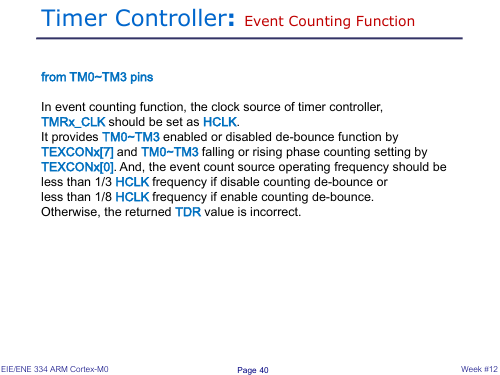 Timer Controller: Event Counting Function
from TM0~TM3 pins
In event counting function, the clock source of timer controller,
TMRx_CLK should be set as HCLK.
It provides TM0~TM3 enabled or disabled de-bounce function by
TEXCONx[7] and TM0~TM3 falling or rising phase counting setting by
TEXCONx[0]. And, the event count source operating frequency should be
less than 1/3 HCLK frequency if disable counting de-bounce or
less than 1/8 HCLK frequency if enable counting de-bounce.
Otherwise, the returned TDR value is incorrect.
EIE/ENE 334 ARM Cortex-M0
Page 40
Week #12